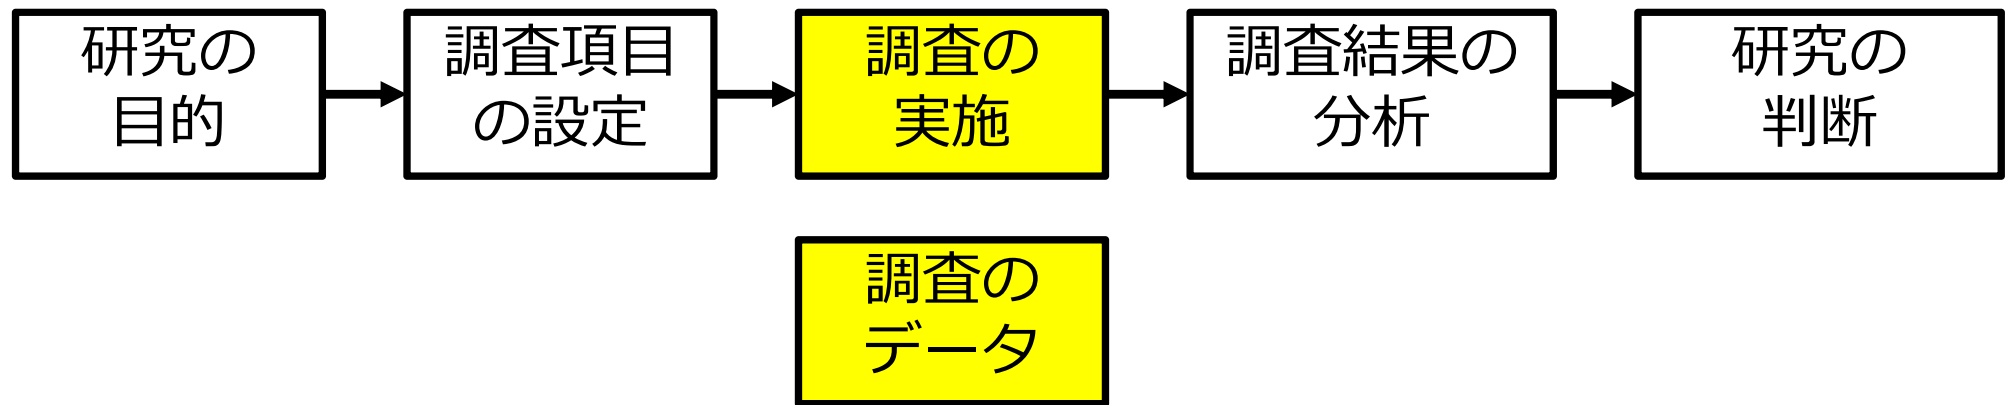 研究の
目的
調査項目
の設定
調査の
実施
調査結果の
分析
研究の
判断
調査の
データ